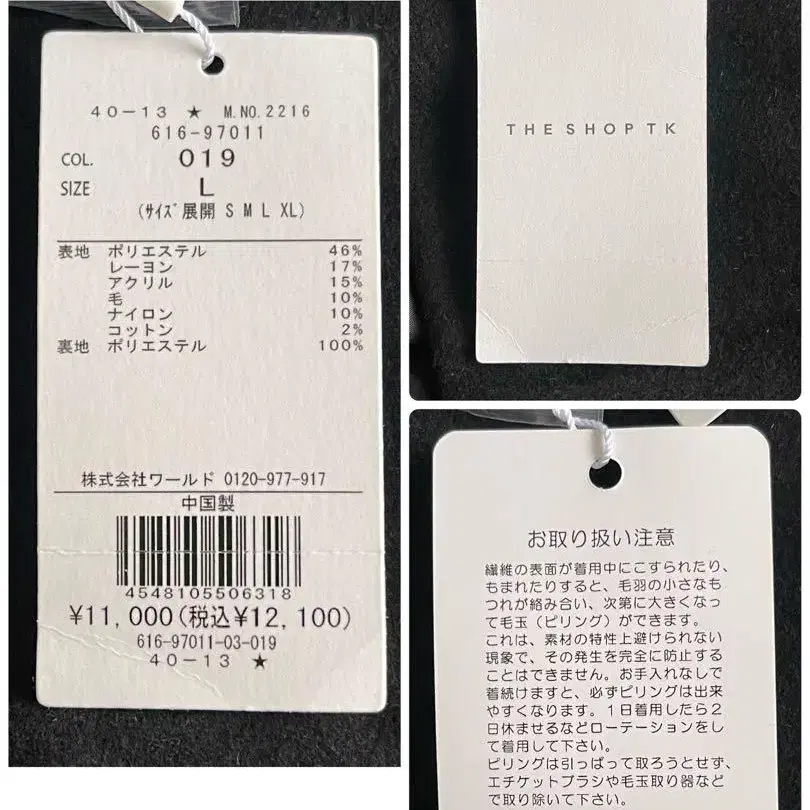 40-13 ★ M.NO.2216
616-97011
COL. 019
SIZE L
(ｻｲｽﾞ展開 S M L XL)
表地 ポリエステル 46%
レーヨン 17%
アクリル 15%
毛 10%
ナイロン 10%
コットン 2%
裏地 ポリエステル 100%
株式会社ワールド 0120-977-917
中国製
4548105506318
¥11,000(税込¥12,100)
616-97011-03-019
40-13 ★
THE SHOP TK
お取り扱い注意
繊維の表面が着用中にこすられたり、
もまれたりすると、毛羽の小さなも
つれが絡み合い、次第に大きくなっ
て毛玉（ピリング）ができます。
これは、素材の特性上避けられない
現象で、その発生を完全に防止する
ことはできません。お手入れなしで
着続けますと、必ずピリングは出来
やすくなります。１日着用したら２
日休ませるなどローテーションをし
て着用して下さい。
ピリングは引っぱって取ろうとせず、
エチケットブラシや毛玉取り器など
で取り除いて下さい。